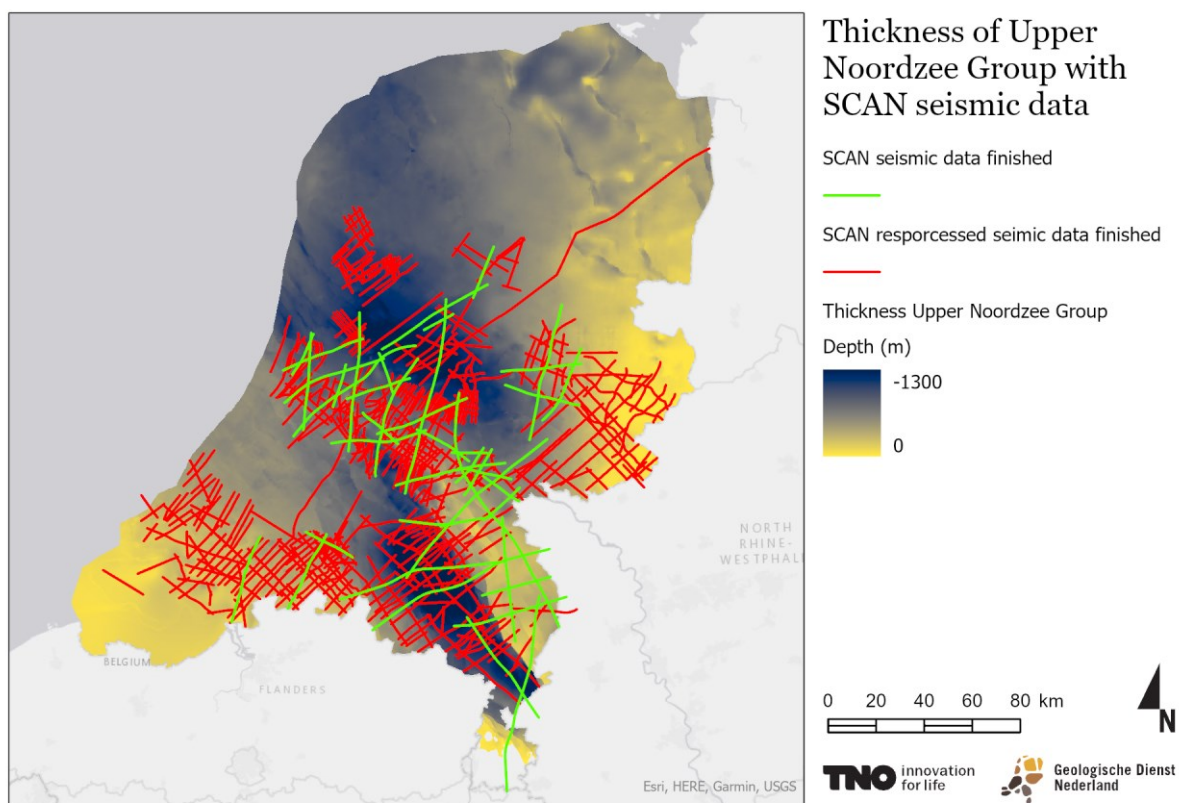 Thickness of Upper
Noordzee Group with
SCAN seismic data
SCAN seismic data finished
SCAN resporcessed seimic data finished
Thickness Upper Noordzee Group
Depth (m)
-1300
0
NORTH
RHINE-
WESTPHAL
BELGIUM
FLANDERS
0 20 40 60 80 km
N
Esri, HERE, Garmin, USGS
TNO innovation
for life
Geologische Dienst
Nederland